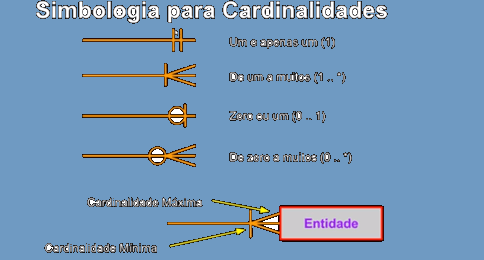 Simbologia para Cardinalidades
Um e apenas um (1)
De um a muitos (1 .. *)
Zero ou um (0 .. 1)
De zero a muitos (0 .. *)
Cardinalidade Máxima
Entidade
Cardinalidade Mínima